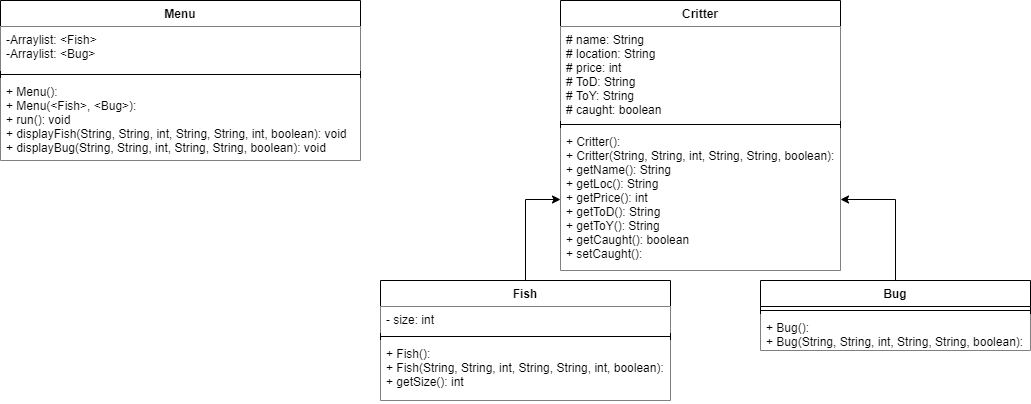 Menu
-Arraylist: <Fish>
-Arraylist: <Bug>
+ Menu():
+ Menu(<Fish>, <Bug>):
+ run(): void
+ displayFish(String, String, int, String, String, int, boolean): void
+ displayBug(String, String, int, String, String, boolean): void
Critter
# name: String
# location: String
# price: int
# ToD: String
# ToY: String
# caught: boolean
+ Critter():
+ Critter(String, String, int, String, String, boolean):
+ getName(): String
+ getLoc(): String
+ getPrice(): int
+ getToD(): String
+ getToY(): String
+ getCaught(): boolean
+ setCaught():
Fish
- size: int
+ Fish():
+ Fish(String, String, int, String, String, int, boolean):
+ getSize(): int
Bug
+ Bug():
+ Bug(String, String, int, String, String, boolean):